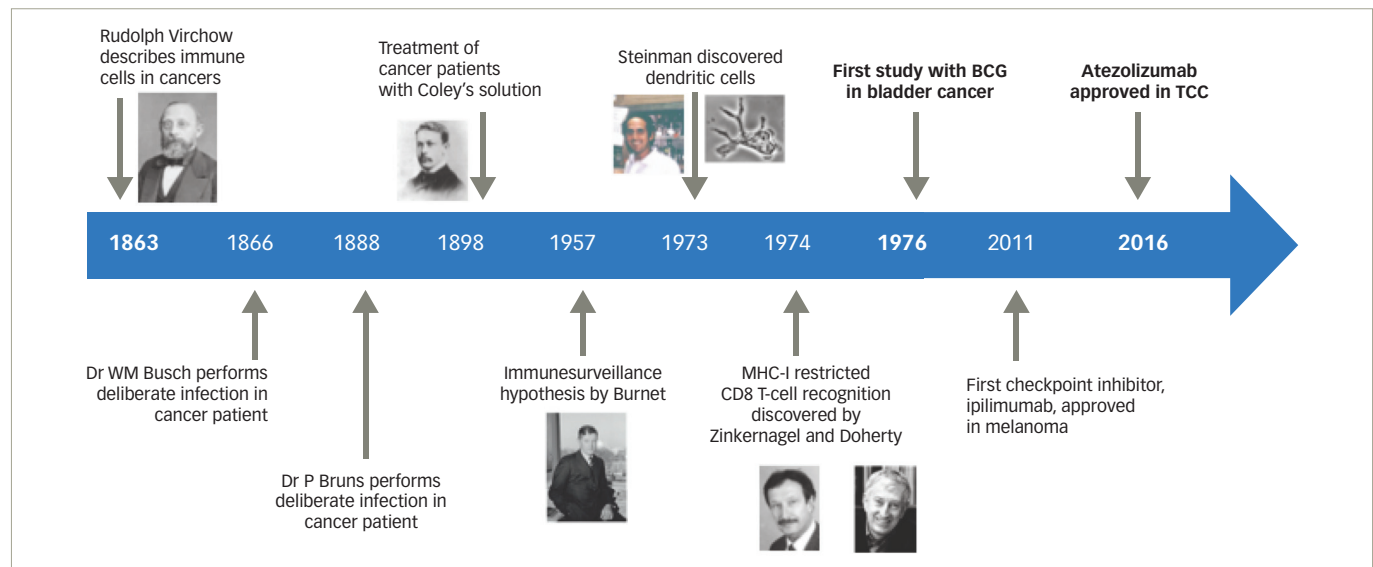 Rudolph Virchow
describes immune
cells in cancers
Treatment of
cancer patients
with Coley's solution
Steinman discovered
dendritic cells
First study with BCG
in bladder cancer
Atezolizumab
approved in TCC
1863 1866 1888 1898 1957 1973 1974 1976 2011 2016
Dr WM Busch performs
deliberate infection in
cancer patient
Dr P Bruns performs
deliberate infection in
cancer patient
Immunesurveillance
hypothesis by Burnet
MHC-I restricted
CD8 T-cell recognition
discovered by
Zinkernagel and Doherty
First checkpoint inhibitor,
ipilimumab, approved
in melanoma